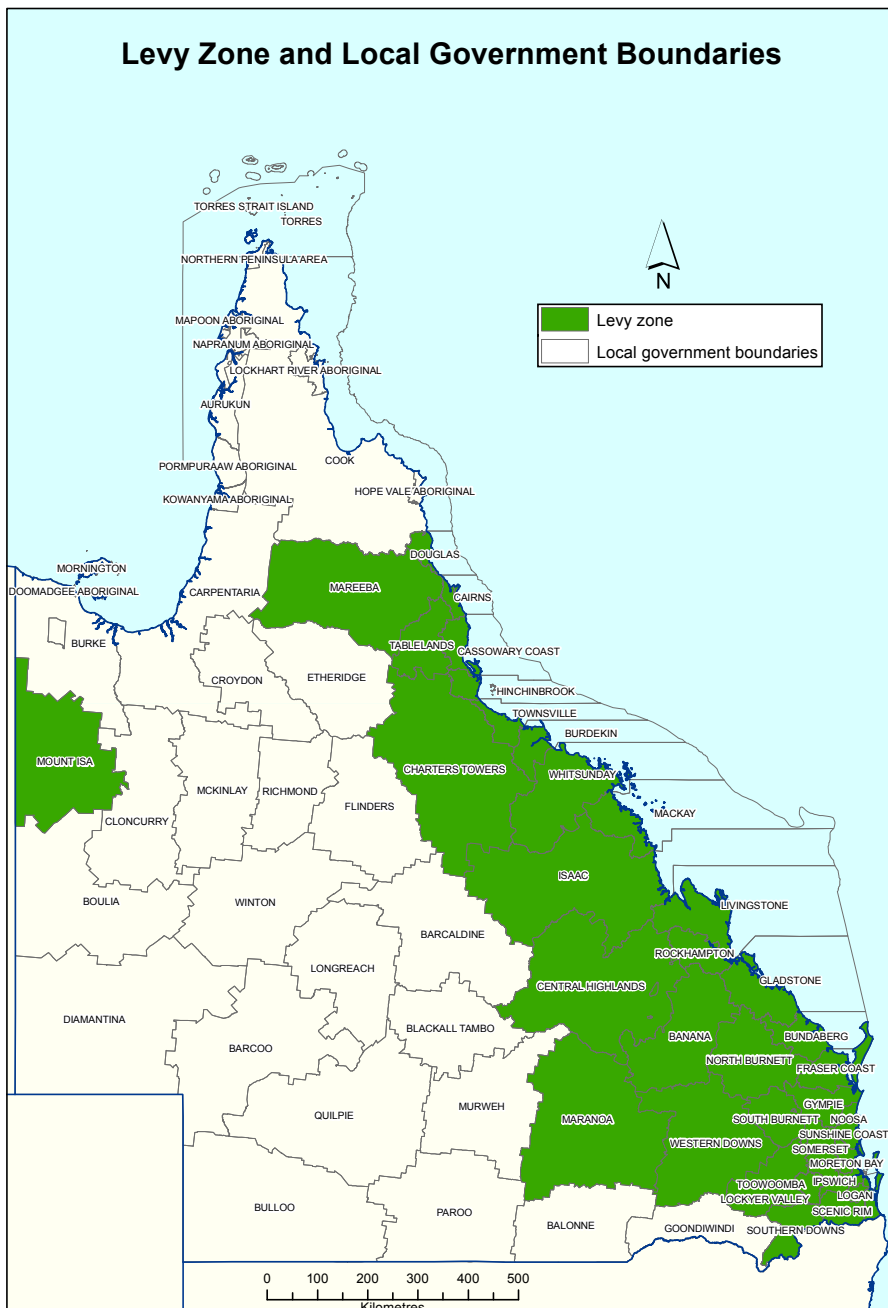 Levy Zone and Local Government Boundaries
TORRES STRAIT ISLAND
TORRES
N
NORTHERN PENINSULA AREA
Levy zone
Local government boundaries
MAPOON ABORIGINAL
NAPRANUM ABORIGINAL
LOCKHART RIVER ABORIGINAL
AURUKUN
COOK
PORMPURAAW ABORIGINAL
HOPE VALE ABORIGINAL
KOWANYAMA ABORIGINAL
DOUGLAS
MORNINGTON
DOOMADGEE ABORIGINAL
CARPENTARIA
MAREEBA
CAIRNS
BURKE
TABLELANDS
CASSOWARY COAST
CROYDON
ETHERIDGE
HINCHINBROOK
TOWNSVILLE
BURDEKIN
MOUNT ISA
CHARTERS TOWERS
WHITSUNDAY
MCKINLAY
RICHMOND
FLINDERS
MACKAY
CLONCURRY
ISAAC
BOULIA
WINTON
LIVINGSTONE
BARCALDINE
ROCKHAMPTON
LONGREACH
GLADSTONE
CENTRAL HIGHLANDS
DIAMANTINA
BLACKALL TAMBO
BANANA
BUNDABERG
BARCOO
NORTH BURNETT
FRASER COAST
QUILPIE
MURWEH
GYMPIE
MARANOA
SOUTH BURNETT
NOOSA
SUNSHINE COAST
WESTERN DOWNS
SOMERSET
MORETON BAY
TOOWOOMBA
IPSWICH
LOCKYER VALLEY
LOGAN
BULLOO
PAROO
SCENIC RIM
BALONNE
GOONDIWINDI
SOUTHERN DOWNS
0 100 200 300 400 500
Kilometres